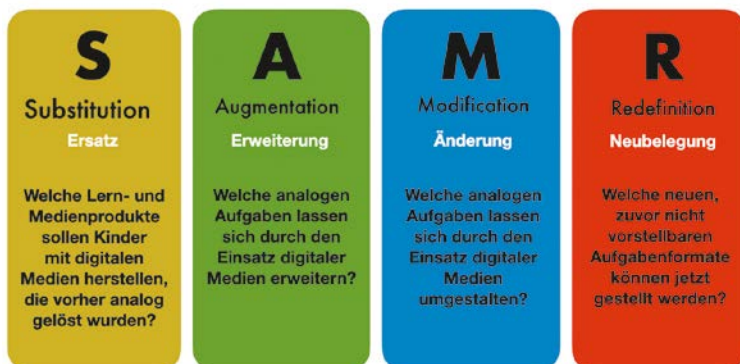 S
Substitution
Ersatz
Welche Lern- und
Medienprodukte
sollen Kinder
mit digitalen
Medien herstellen,
die vorher analog
gelöst wurden?
A
Augmentation
Erweiterung
Welche analogen
Aufgaben lassen
sich durch den
Einsatz digitaler
Medien erweitern?
M
Modification
Änderung
Welche analogen
Aufgaben lassen
sich durch den
Einsatz digitaler
Medien
umgestalten?
R
Redefinition
Neubelegung
Welche neuen,
zuvor nicht
vorstellbaren
Aufgabenformate
können jetzt
gestellt werden?